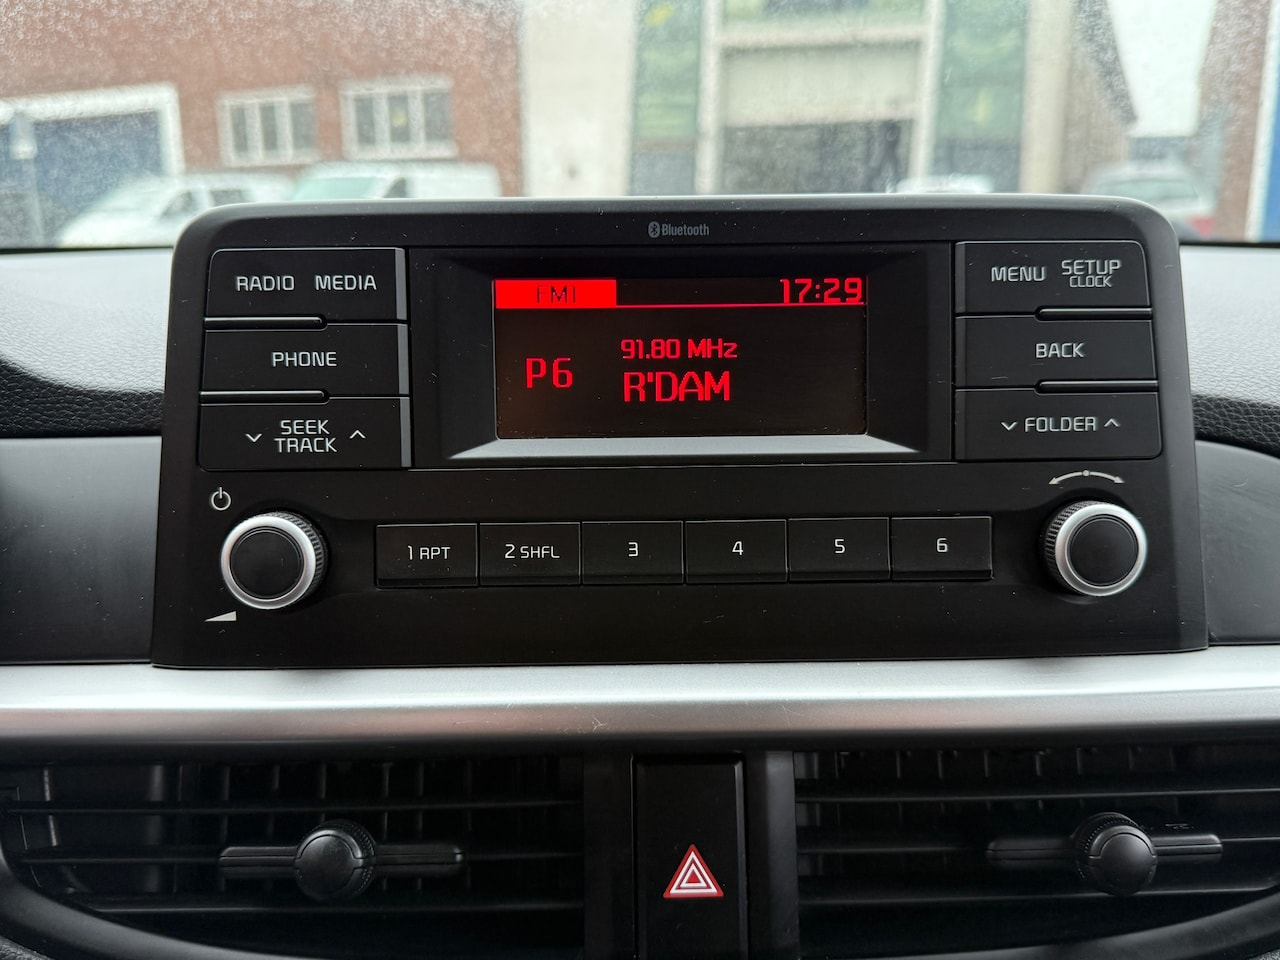 Bluetooth
RADIO MEDIA
PHONE
SEEK
TRACK
FM1 17:29
P6
91.80 MHz
R'DAM
MENU SETUP
CLOCK
BACK
FOLDER
1 RPT
2 SHFL
3
4
5
6